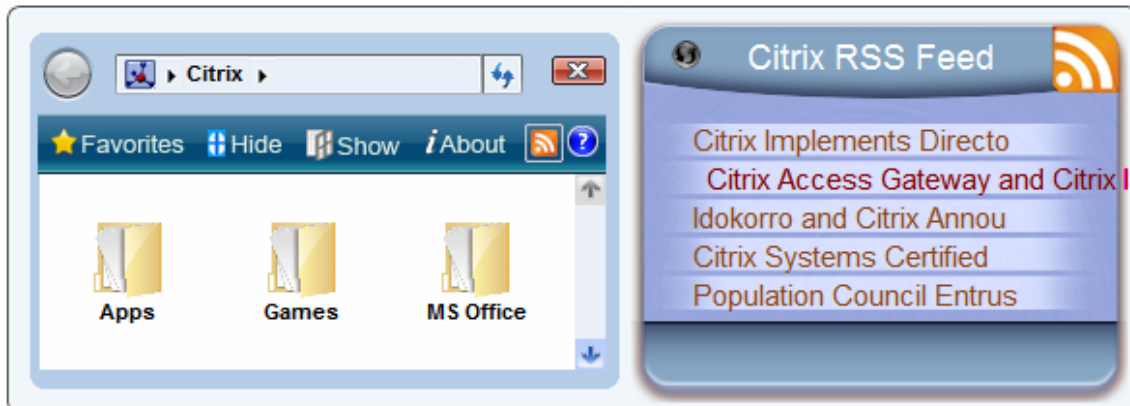 Citrix
Favorites Hide Show i About ?
Apps Games MS Office
Citrix RSS Feed
Citrix Implements Directo
Citrix Access Gateway and Citrix
Idokorro and Citrix Annou
Citrix Systems Certified
Population Council Entrus